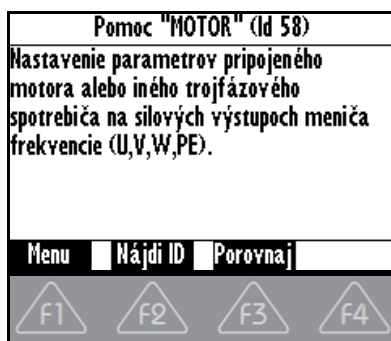 Pomoc "MOTOR" (Id 58)
Nastavenie parametrov pripojeného
motora alebo iného trojfázového
spotrebiča na silových výstupoch meniča
frekvencie (U,V,W,PE).
Menu Nájdi ID Porovnaj
F1 F2 F3 F4